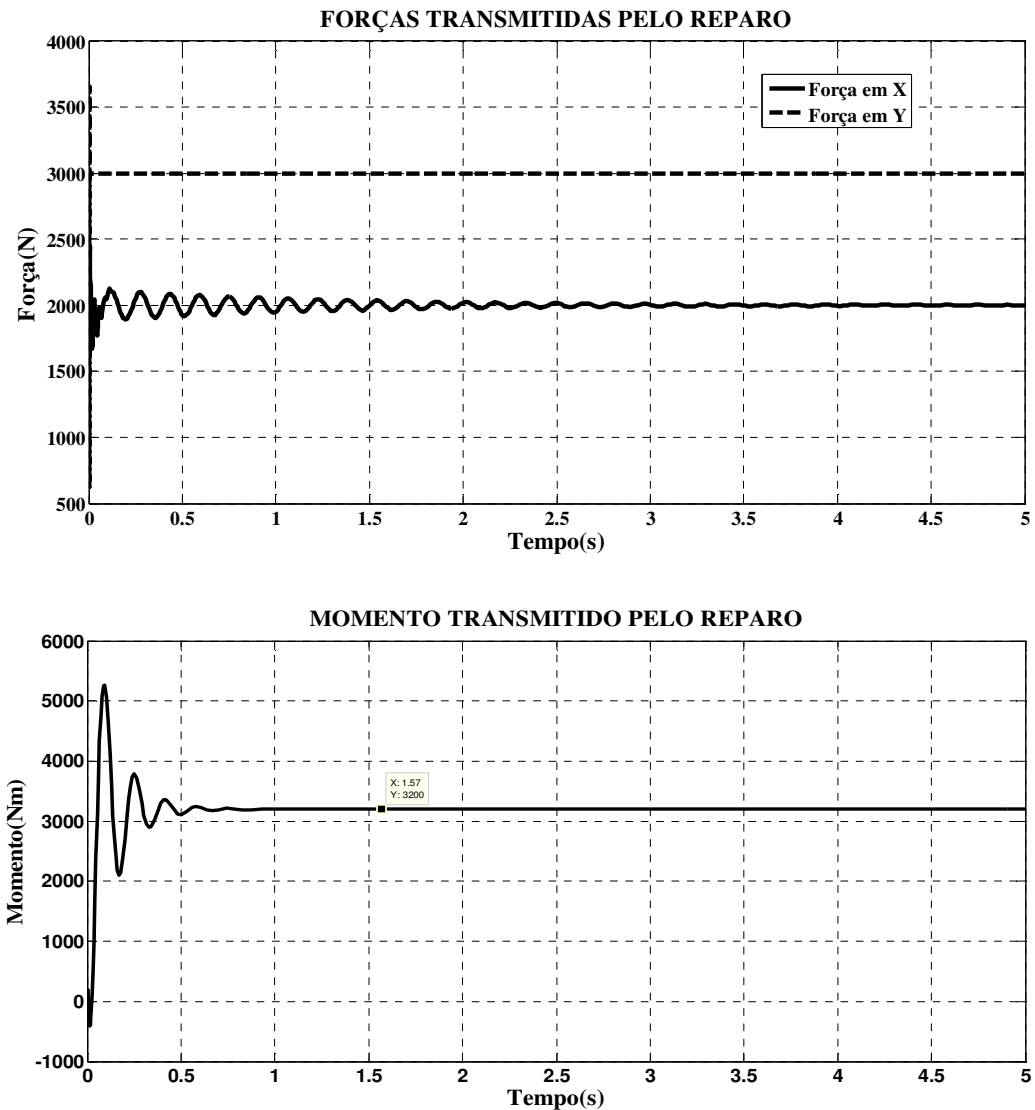 FORÇAS TRANSMITIDAS PELO REPARO
4000
3500
3000
2500
2000
1500
1000
500
Força(N)
Força em X
Força em Y
0 0.5 1 1.5 2 2.5 3 3.5 4 4.5 5
Tempo(s)
MOMENTO TRANSMITIDO PELO REPARO
6000
5000
4000
3000
2000
1000
0
-1000
Momento(Nm)
X: 1.57
Y: 3200
0 0.5 1 1.5 2 2.5 3 3.5 4 4.5 5
Tempo(s)